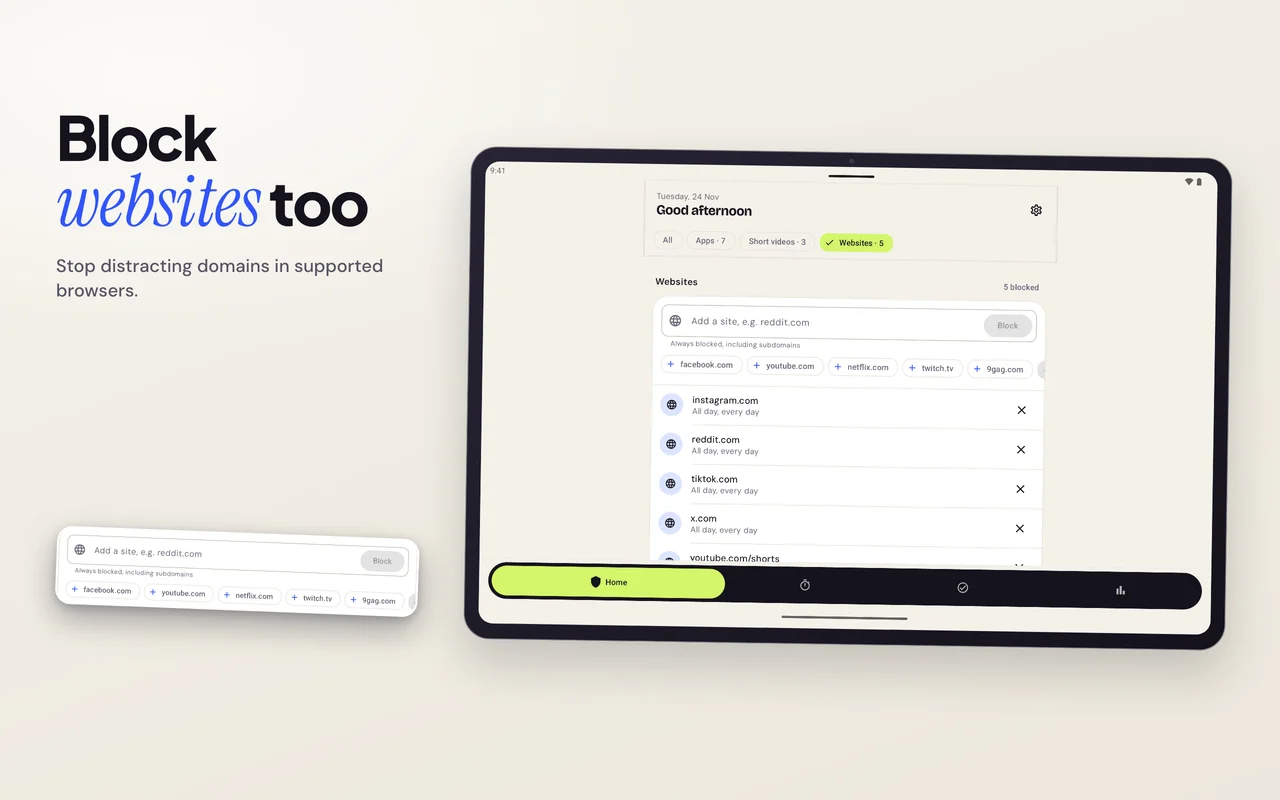 Block
websites too
Stop distracting domains in supported
browsers.
Add a site, e.g. reddit.com
Block
Always blocked, including subdomains
+ facebook.com + youtube.com + netflix.com + twitch.tv + 9gag.com
9:41
Tuesday, 24 Nov
Good afternoon
All Apps · 7 Short videos · 3 Websites · 5
Websites 5 blocked
Add a site, e.g. reddit.com Block
Always blocked, including subdomains
+ facebook.com + youtube.com + netflix.com + twitch.tv + 9gag.com
instagram.com
All day, every day
reddit.com
All day, every day
tiktok.com
All day, every day
x.com
All day, every day
youtube.com/shorts
Home